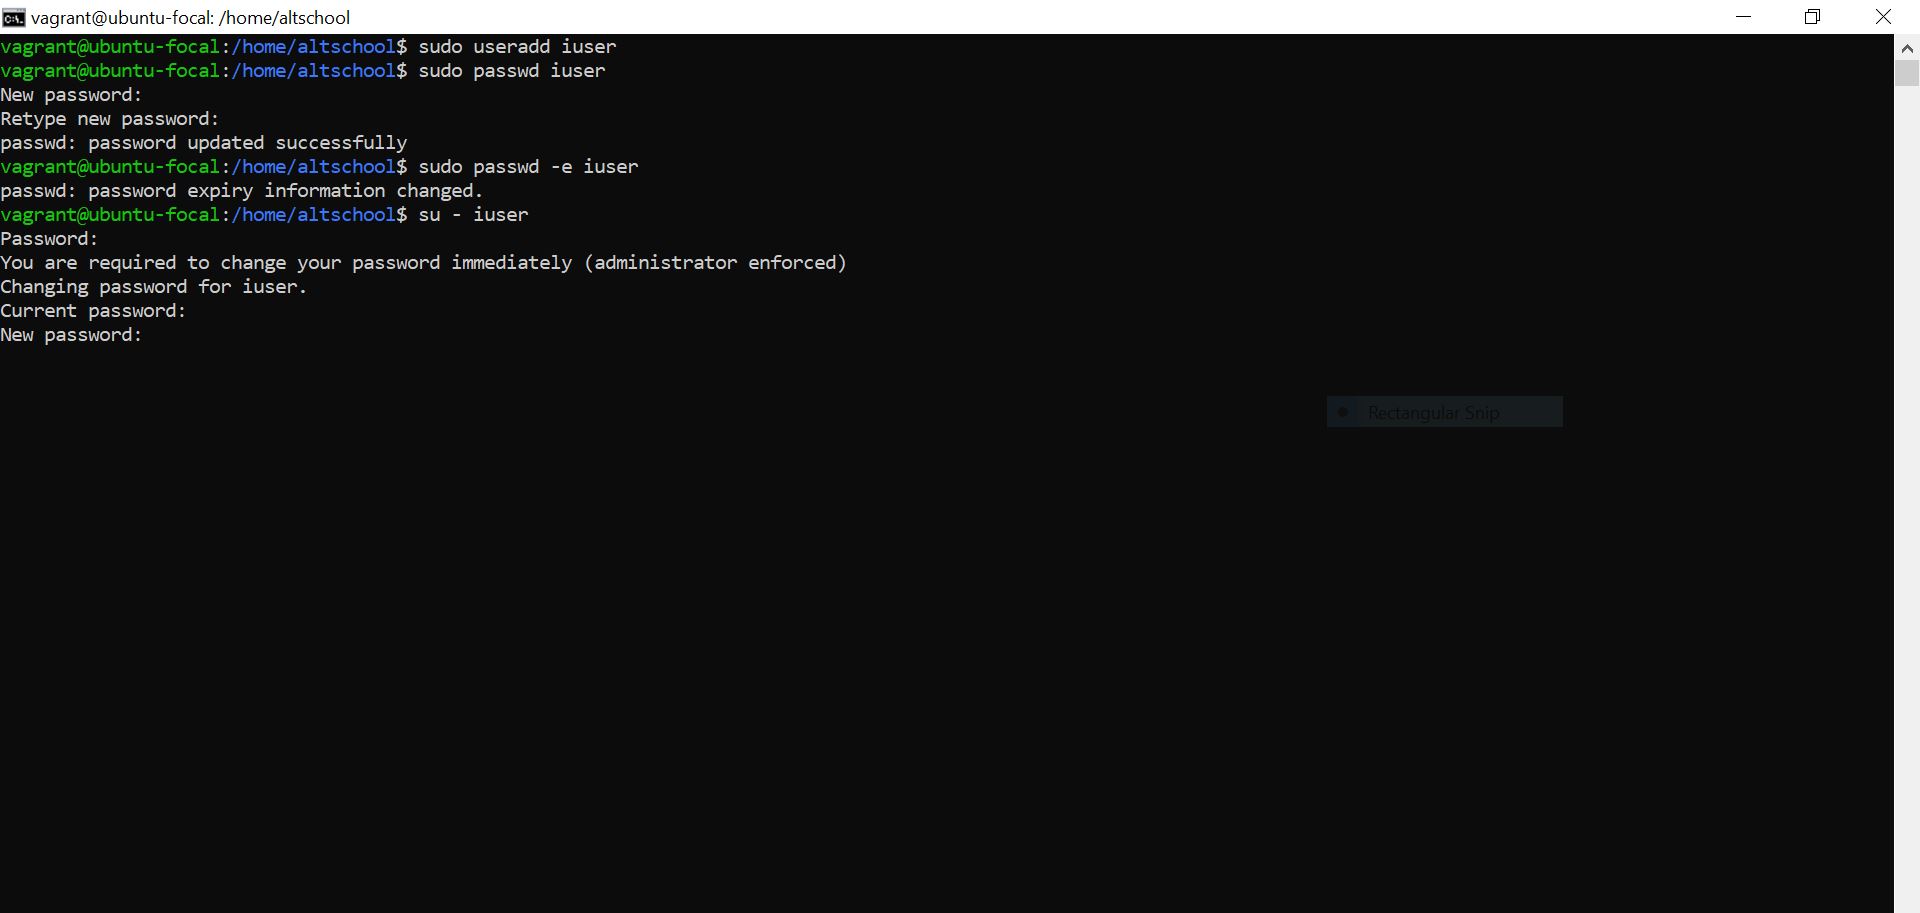 vagrant@ubuntu-focal: /home/altschool
vagrant@ubuntu-focal:/home/altschool$ sudo useradd iuser
vagrant@ubuntu-focal:/home/altschool$ sudo passwd iuser
New password:
Retype new password:
passwd: password updated successfully
vagrant@ubuntu-focal:/home/altschool$ sudo passwd -e iuser
passwd: password expiry information changed.
vagrant@ubuntu-focal:/home/altschool$ su - iuser
Password:
You are required to change your password immediately (administrator enforced)
Changing password for iuser.
Current password:
New password:
Rectangular Snip